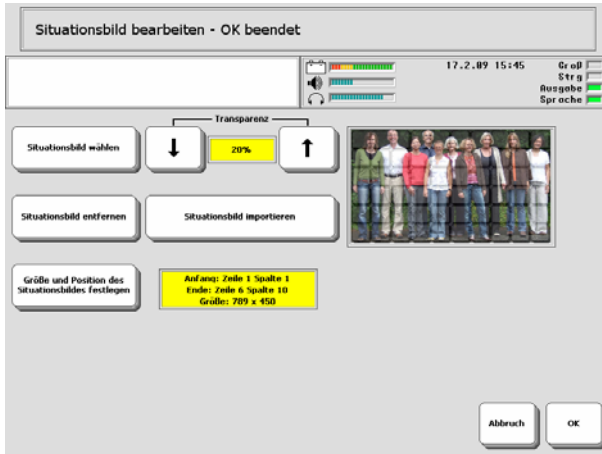 Situationsbild bearbeiten - OK beendet
17.2.09 15:45
Groß
Strg
Ausgabe
Sprache
Transparenz
Situationsbild wählen
↓
20%
↑
Situationsbild entfernen
Situationsbild importieren
Größe und Position des
Situationsbildes festlegen
Anfang: Zeile 1 Spalte 1
Ende: Zeile 6 Spalte 10
Größe: 789 x 450
Abbruch
OK